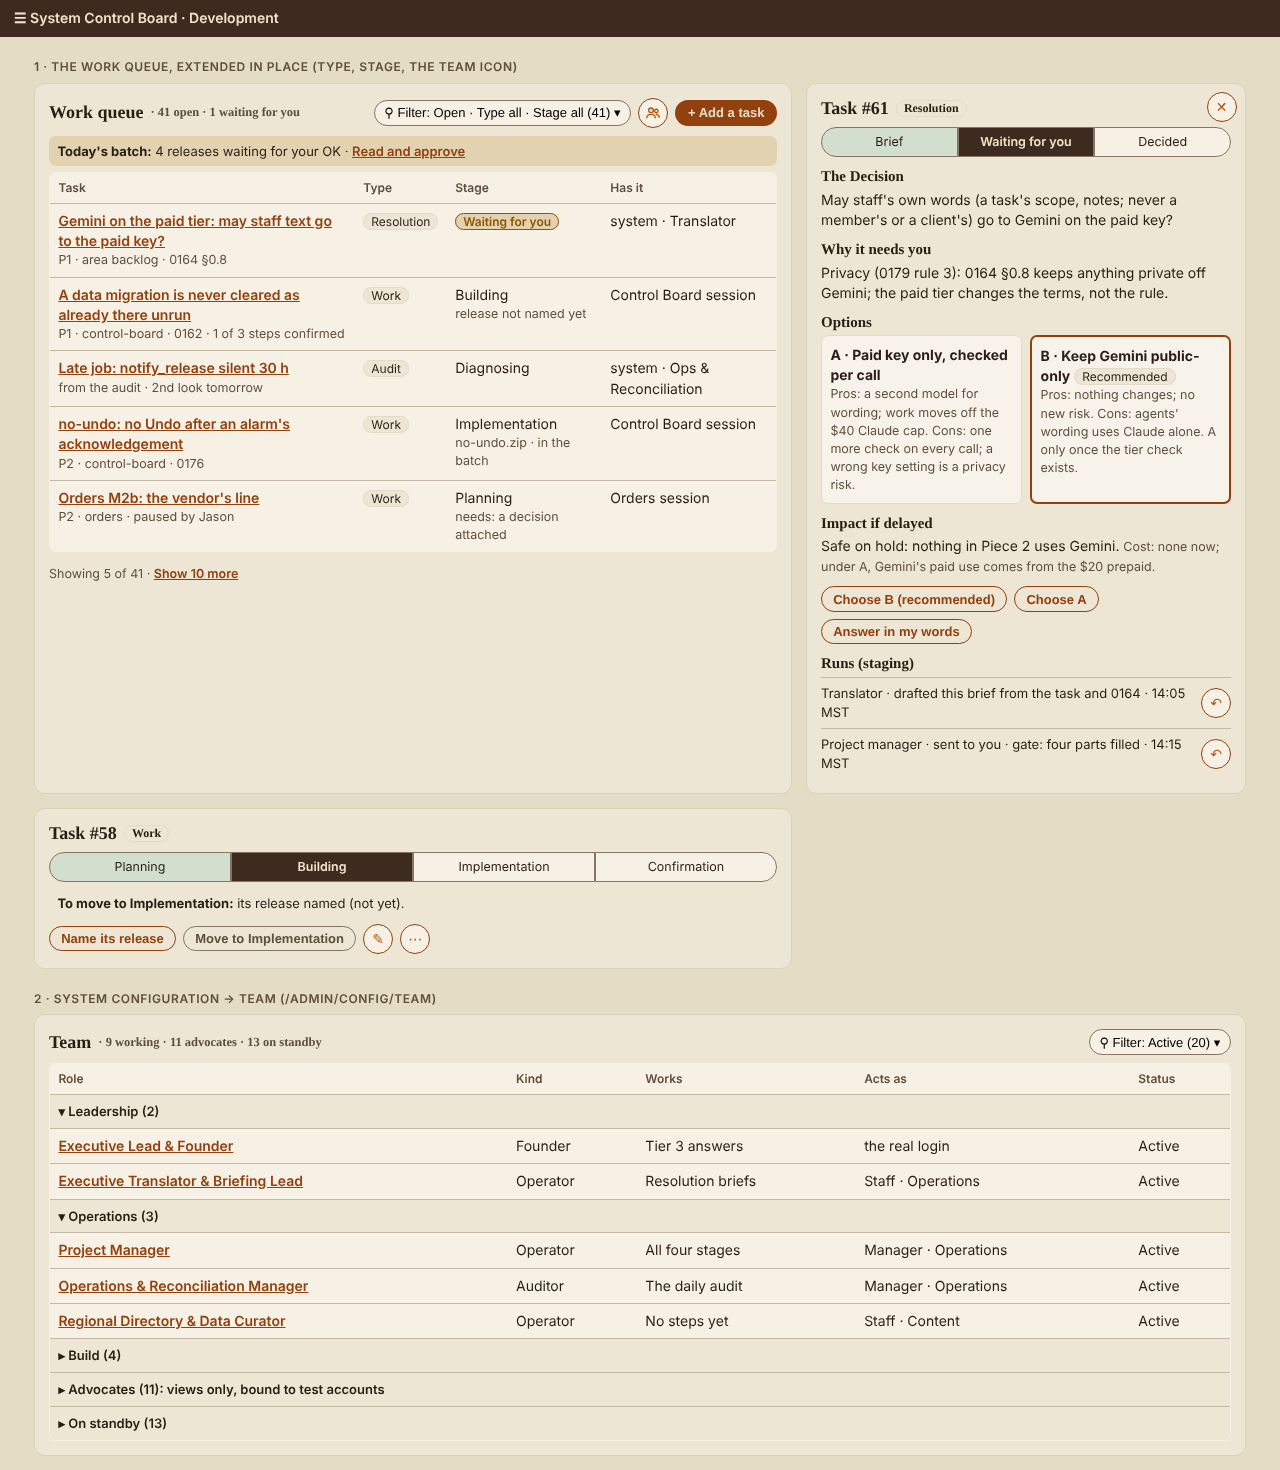 ☰ System Control Board · Development
1 · THE WORK QUEUE, EXTENDED IN PLACE (TYPE, STAGE, THE TEAM ICON)
Work queue · 41 open · 1 waiting for you
⚲ Filter: Open · Type all · Stage all (41) ▾
+ Add a task
Today's batch: 4 releases waiting for your OK · Read and approve
Task Type Stage Has it
Gemini on the paid tier: may staff text go
to the paid key?
P1 · area backlog · 0164 §0.8
Resolution
Waiting for you
system · Translator
A data migration is never cleared as
already there unrun
P1 · control-board · 0162 · 1 of 3 steps confirmed
Work
Building
release not named yet
Control Board session
Late job: notify_release silent 30 h
from the audit · 2nd look tomorrow
Audit
Diagnosing
system · Ops &
Reconciliation
no-undo: no Undo after an alarm's
acknowledgement
P2 · control-board · 0176
Work
Implementation
no-undo.zip · in the
batch
Control Board session
Orders M2b: the vendor's line
P2 · orders · paused by Jason
Work
Planning
needs: a decision
attached
Orders session
Showing 5 of 41 · Show 10 more
Task #61 Resolution
✕
Brief Waiting for you Decided
The Decision
May staff's own words (a task's scope, notes; never a
member's or a client's) go to Gemini on the paid key?
Why it needs you
Privacy (0179 rule 3): 0164 §0.8 keeps anything private off
Gemini; the paid tier changes the terms, not the rule.
Options
A · Paid key only, checked
per call
Pros: a second model for
wording; work moves off the
$40 Claude cap. Cons: one
more check on every call; a
wrong key setting is a privacy
risk.
B · Keep Gemini public-
only Recommended
Pros: nothing changes; no
new risk. Cons: agents'
wording uses Claude alone. A
only once the tier check
exists.
Impact if delayed
Safe on hold: nothing in Piece 2 uses Gemini. Cost: none now;
under A, Gemini's paid use comes from the $20 prepaid.
Choose B (recommended) Choose A
Answer in my words
Runs (staging)
Translator · drafted this brief from the task and 0164 · 14:05
MST
↶
Project manager · sent to you · gate: four parts filled · 14:15
MST
↶
Task #58 Work
Planning Building Implementation Confirmation
To move to Implementation: its release named (not yet).
Name its release Move to Implementation ✎ ⋯
2 · SYSTEM CONFIGURATION → TEAM (/ADMIN/CONFIG/TEAM)
Team · 9 working · 11 advocates · 13 on standby
⚲ Filter: Active (20) ▾
Role Kind Works Acts as Status
▾ Leadership (2)
Executive Lead & Founder Founder Tier 3 answers the real login Active
Executive Translator & Briefing Lead Operator Resolution briefs Staff · Operations Active
▾ Operations (3)
Project Manager Operator All four stages Manager · Operations Active
Operations & Reconciliation Manager Auditor The daily audit Manager · Operations Active
Regional Directory & Data Curator Operator No steps yet Staff · Content Active
▸ Build (4)
▸ Advocates (11): views only, bound to test accounts
▸ On standby (13)